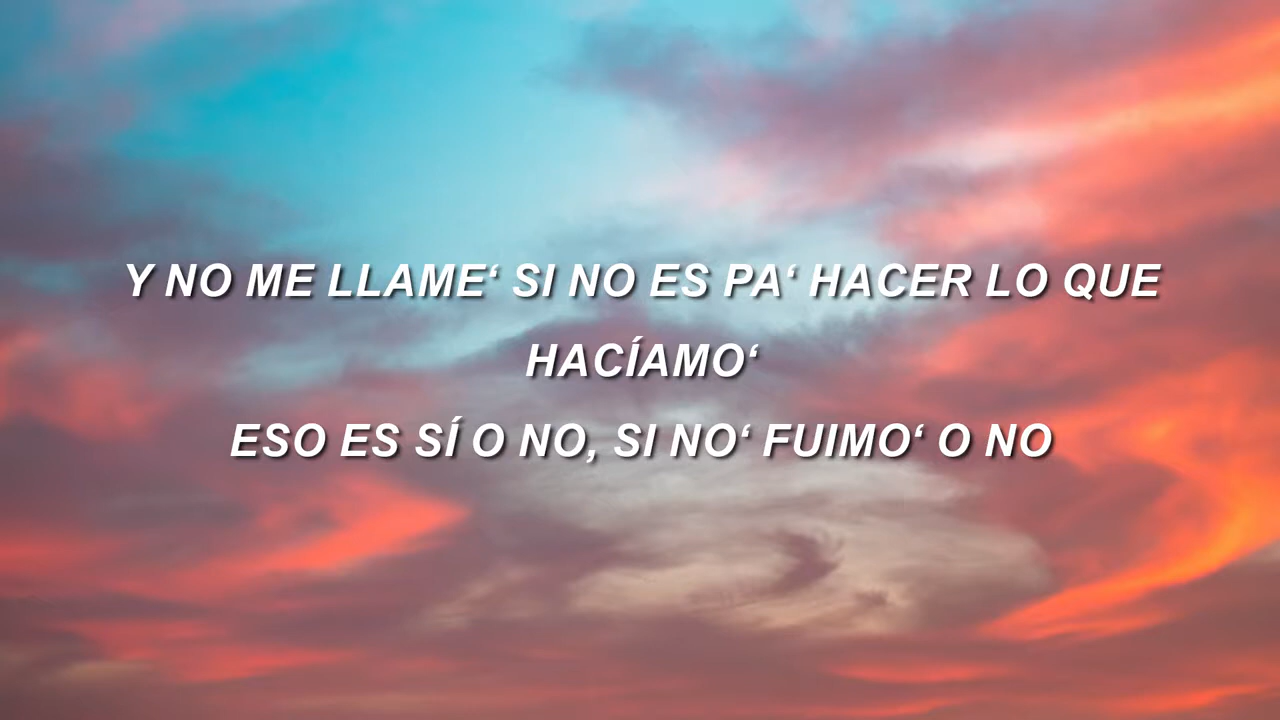 Y NO ME LLAME‘ SI NO ES PA‘ HACER LO QUE
HACÍAMO‘
ESO ES SÍ O NO, SI NO‘ FUIMO‘ O NO